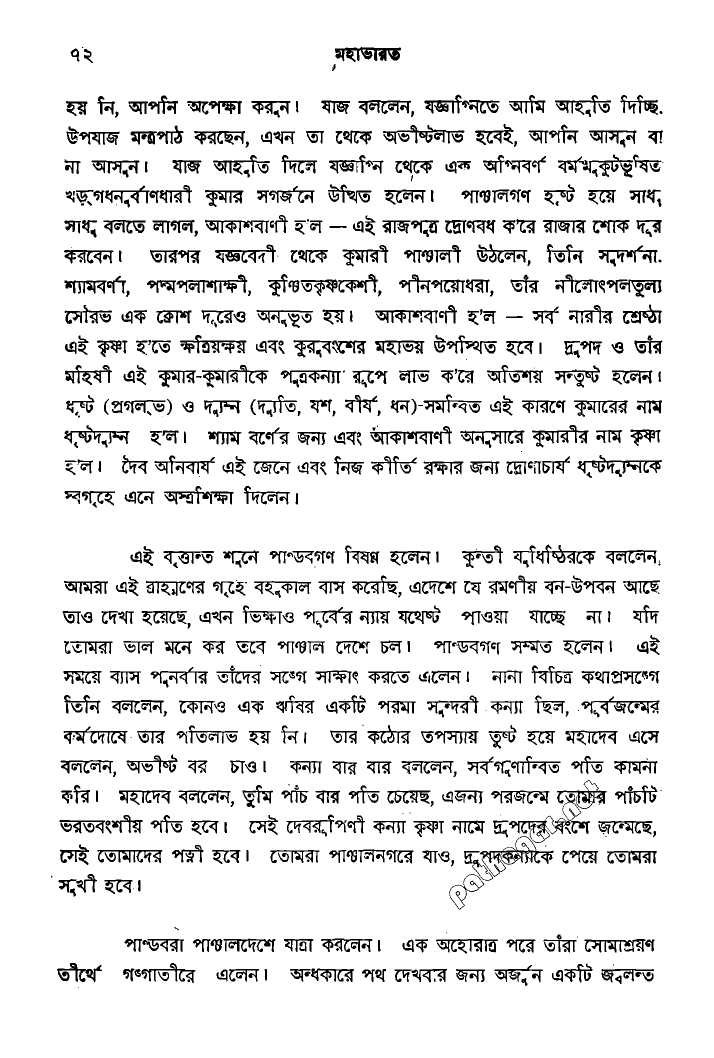 ৭২
মহাভারত
হয় নি, আপনি অপেক্ষা করুন। যাজ বললেন, যজ্ঞাগ্নিতে আমি আহুতি দিচ্ছি.
উপযাজ মন্ত্রপাঠ করছেন, এখন তা থেকে অভীষ্টলাভ হবেই, আপনি আসুন বা
না আসুন। যাজ আহুতি দিলে যজ্ঞাগ্নি থেকে এক অগ্নিবর্ণ বর্মমুকুটভূষিত
খড়্‌গধনুর্বাণধারী কুমার সগর্জনে উত্থিত হলেন। পাঞ্চালগণ হৃষ্ট হয়ে সাধু
সাধু বলতে লাগল, আকাশবাণী হ'ল — এই রাজপুত্র দ্রোণবধ ক'রে রাজার শোক দূর
করবেন। তারপর যজ্ঞবেদী থেকে কুমারী পাঞ্চালী উঠলেন, তিনি সুদর্শনা.
শ্যামবর্ণা, পদ্মপলাশাক্ষী, কুঞ্চিতকৃষ্ণকেশী, পীনপয়োধরা, তাঁর নীলোৎপলতুল্য
সৌরভ এক ক্রোশ দূরেও অনুভূত হয়। আকাশবাণী হ'ল — সর্ব নারীর শ্রেষ্ঠা
এই কৃষ্ণা হ'তে ক্ষত্রিয়ক্ষয় এবং কুরুবংশের মহাভয় উপস্থিত হবে। দ্রুপদ ও তাঁর
মহিষী এই কুমার-কুমারীকে পুত্রকন্যা রূপে লাভ ক'রে অতিশয় সন্তুষ্ট হলেন।
ধৃষ্ট (প্রগল্‌ভ) ও দ্যুম্ন (দ্যুতি, যশ, বীর্য, ধন)-সমন্বিত এই কারণে কুমারের নাম
ধৃষ্টদ্যুম্ন হ'ল। শ্যাম বর্ণের জন্য এবং আকাশবাণী অনুসারে কুমারীর নাম কৃষ্ণা
হ'ল। দৈব অনিবার্য এই জেনে এবং নিজ কীর্তি রক্ষার জন্য দ্রোণাচার্য ধৃষ্টদ্যুম্নকে
স্বগৃহে এনে অস্ত্রশিক্ষা দিলেন।
এই বৃত্তান্ত শুনে পাণ্ডবগণ বিষণ্ণ হলেন। কুন্তী যুধিষ্ঠিরকে বললেন,
আমরা এই ব্রাহ্মণের গৃহে বহুকাল বাস করেছি, এদেশে যে রমণীয় বন-উপবন আছে
তাও দেখা হয়েছে, এখন ভিক্ষাও পূর্বের ন্যায় যথেষ্ট পাওয়া যাচ্ছে না। যদি
তোমরা ভাল মনে কর তবে পাঞ্চাল দেশে চল। পাণ্ডবগণ সম্মত হলেন। এই
সময়ে ব্যাস পুনর্বার তাঁদের সঙ্গে সাক্ষাৎ করতে এলেন। নানা বিচিত্র কথাপ্রসঙ্গে
তিনি বললেন, কোনও এক ঋষির একটি পরমা সুন্দরী কন্যা ছিল, পূর্বজন্মের
কর্মদোষে তার পতিলাভ হয় নি। তার কঠোর তপস্যায় তুষ্ট হয়ে মহাদেব এসে
বললেন, অভীষ্ট বর চাও। কন্যা বার বার বললেন, সর্বগুণান্বিত পতি কামনা
করি। মহাদেব বললেন, তুমি পাঁচ বার পতি চেয়েছ, এজন্য পরজন্মে তোমার পাঁচটি
ভরতবংশীয় পতি হবে। সেই দেবরূপিণী কন্যা কৃষ্ণা নামে দ্রুপদের বংশে জন্মেছে,
সেই তোমাদের পত্নী হবে। তোমরা পাঞ্চালনগরে যাও, দ্রুপদকন্যাকে পেয়ে তোমরা
সুখী হবে।
pathagar.net
পাণ্ডবরা পাঞ্চালদেশে যাত্রা করলেন। এক অহোরাত্র পরে তাঁরা সোমাশ্রয়ণ
তীর্থে গঙ্গাতীরে এলেন। অন্ধকারে পথ দেখবার জন্য অর্জুন একটি জ্বলন্ত